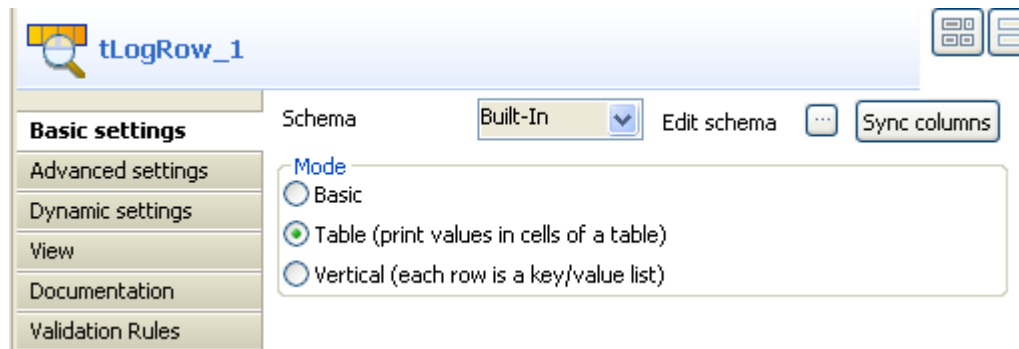 tLogRow_1
Basic settings
Advanced settings
Dynamic settings
View
Documentation
Validation Rules
Schema Built-In Edit schema ... Sync columns
Mode
Basic
Table (print values in cells of a table)
Vertical (each row is a key/value list)